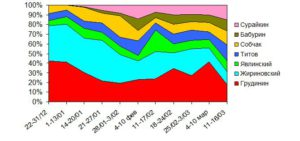 100%
90%
80%
70%
60%
50%
40%
30%
20%
10%
0%
22-31/12
1-13/01
14-20/01
21-27/01
28/01-3/02
4-10 фев
11-17/02
18-24/02
25/02-3/03
4-10 мар
11-16/03
Сурайкин
Бабурин
Собчак
Титов
Явлинский
Жириновский
Грудинин